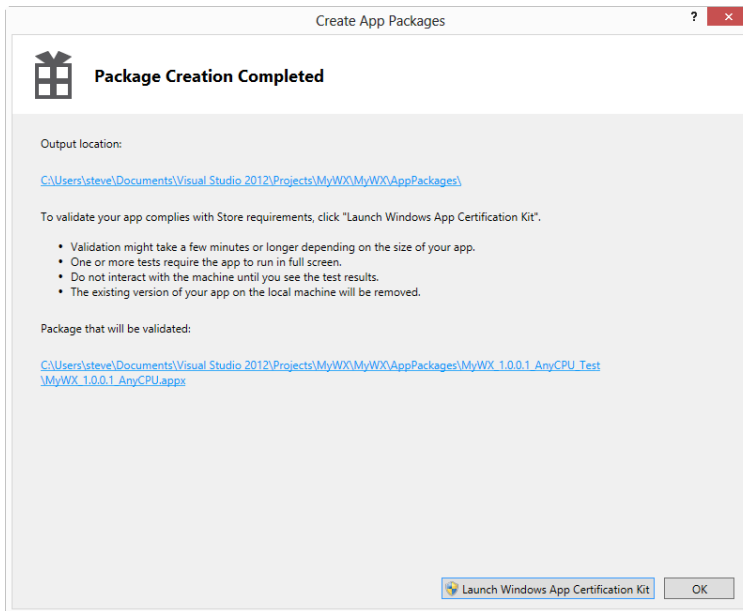 Create App Packages
?
Package Creation Completed
Output location:
C:\Users\steve\Documents\Visual Studio 2012\Projects\MyWX\MyWX\AppPackages\
To validate your app complies with Store requirements, click "Launch Windows App Certification Kit".
• Validation might take a few minutes or longer depending on the size of your app.
• One or more tests require the app to run in full screen.
• Do not interact with the machine until you see the test results.
• The existing version of your app on the local machine will be removed.
Package that will be validated:
C:\Users\steve\Documents\Visual Studio 2012\Projects\MyWX\MyWX\AppPackages\MyWX_1.0.0.1_AnyCPU_Test
\MyWX_1.0.0.1_AnyCPU.appx
Launch Windows App Certification Kit
OK